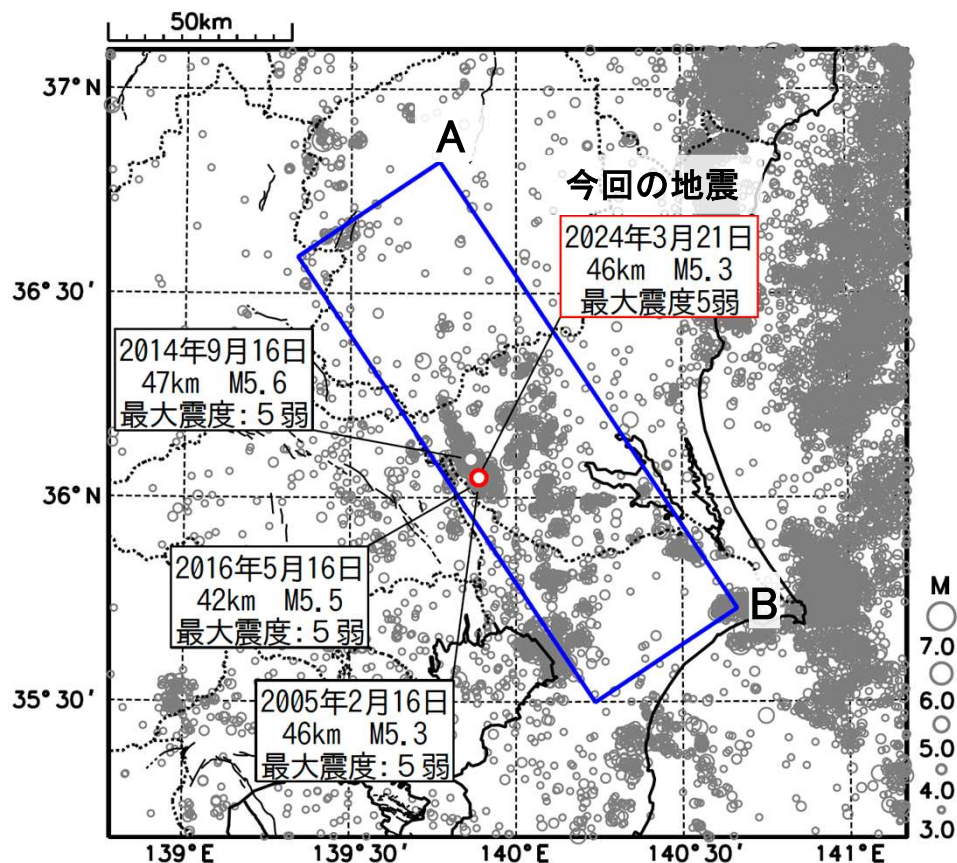 50km
37°N
A
今回の地震
2024年3月21日
46km M5.3
最大震度5弱
36°30′
2014年9月16日
47km M5.6
最大震度:5弱
36°N
2016年5月16日
42km M5.5
最大震度:5弱
B
M
7.0
6.0
5.0
4.0
3.0
35°30′
2005年2月16日
46km M5.3
最大震度:5弱
139°E
139°30′
140°E
140°30′
141°E